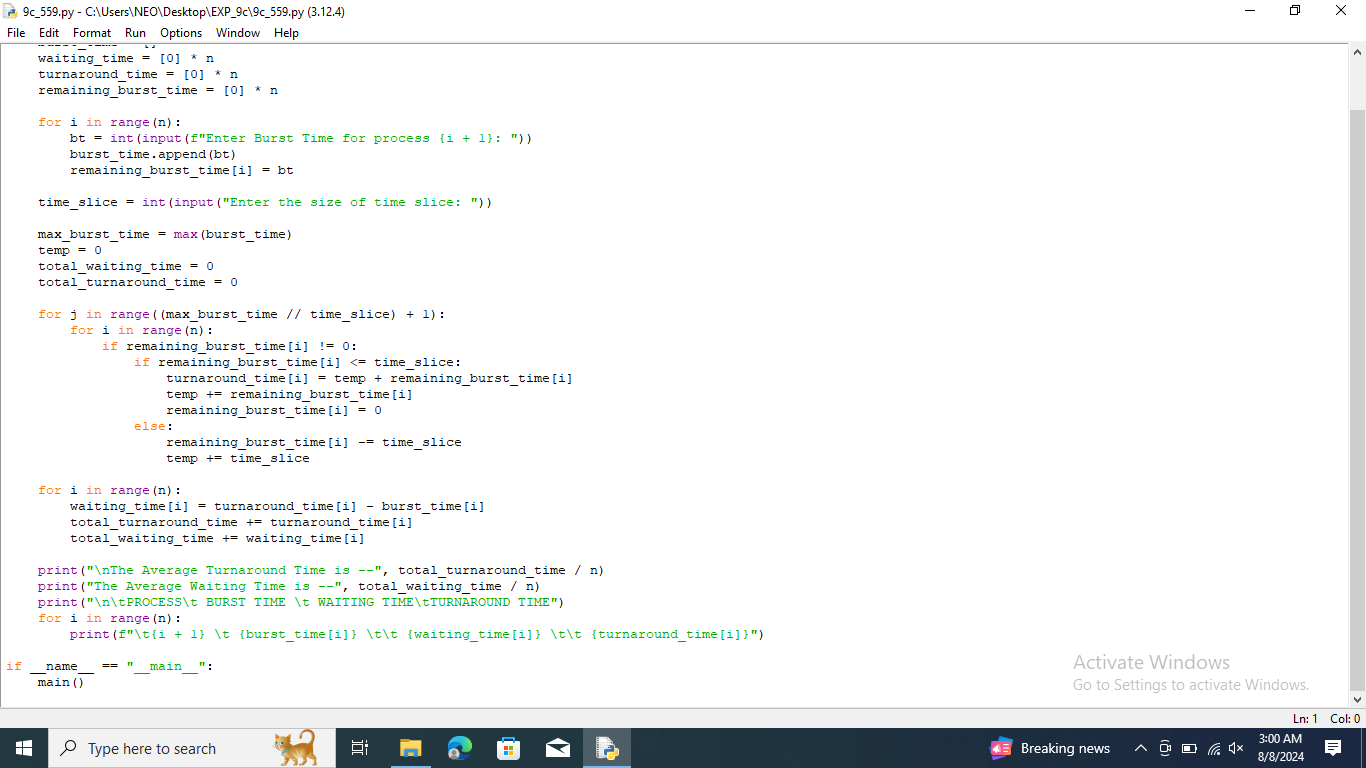 9c_559.py - C:\Users\NEO\Desktop\EXP_9c\9c_559.py (3.12.4)
File Edit Format Run Options Window Help
    waiting_time = [0] * n
    turnaround_time = [0] * n
    remaining_burst_time = [0] * n

    for i in range(n):
        bt = int(input(f"Enter Burst Time for process {i + 1}: "))
        burst_time.append(bt)
        remaining_burst_time[i] = bt

    time_slice = int(input("Enter the size of time slice: "))

    max_burst_time = max(burst_time)
    temp = 0
    total_waiting_time = 0
    total_turnaround_time = 0

    for j in range((max_burst_time // time_slice) + 1):
        for i in range(n):
            if remaining_burst_time[i] != 0:
                if remaining_burst_time[i] <= time_slice:
                    turnaround_time[i] = temp + remaining_burst_time[i]
                    temp += remaining_burst_time[i]
                    remaining_burst_time[i] = 0
                else:
                    remaining_burst_time[i] -= time_slice
                    temp += time_slice

    for i in range(n):
        waiting_time[i] = turnaround_time[i] - burst_time[i]
        total_turnaround_time += turnaround_time[i]
        total_waiting_time += waiting_time[i]

    print("\nThe Average Turnaround Time is --", total_turnaround_time / n)
    print("The Average Waiting Time is --", total_waiting_time / n)
    print("\n\tPROCESS\t BURST TIME \t WAITING TIME\tTURNAROUND TIME")
    for i in range(n):
        print(f"\t{i + 1} \t {burst_time[i]} \t\t {waiting_time[i]} \t\t {turnaround_time[i]}")

if __name__ == "__main__":
    main()
Activate Windows
Go to Settings to activate Windows.
Ln: 1 Col: 0
Type here to search
Breaking news
3:00 AM
8/8/2024